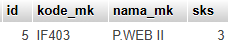 id kode_mk nama_mk sks
5 IF403 P.WEB II 3